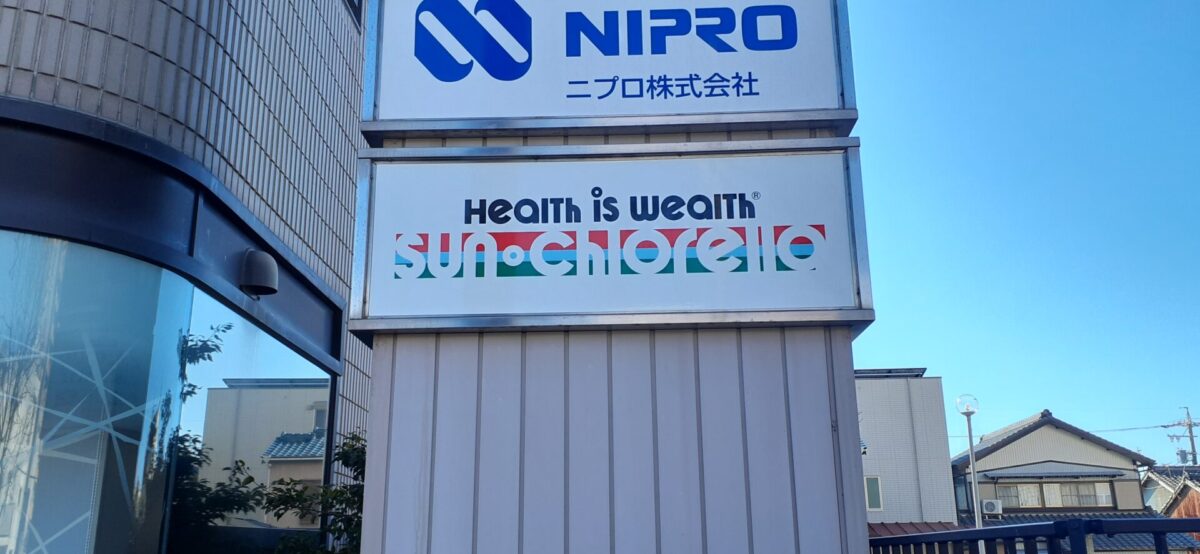 NIPRO
ニプロ株式会社
Health is wealth®
sun·chlorella